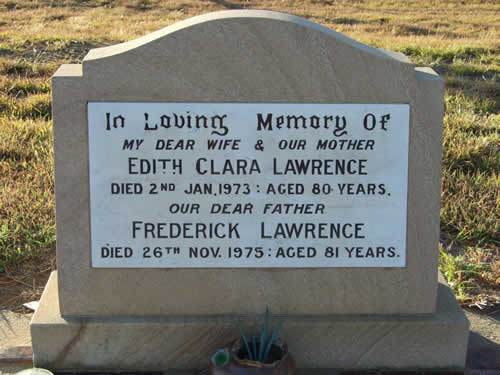 In Loving Memory Of
MY DEAR WIFE & OUR MOTHER
EDITH CLARA LAWRENCE
DIED 2ND JAN, 1973 : AGED 80 YEARS.
OUR DEAR FATHER
FREDERICK LAWRENCE
DIED 26TH NOV. 1975 : AGED 81 YEARS.